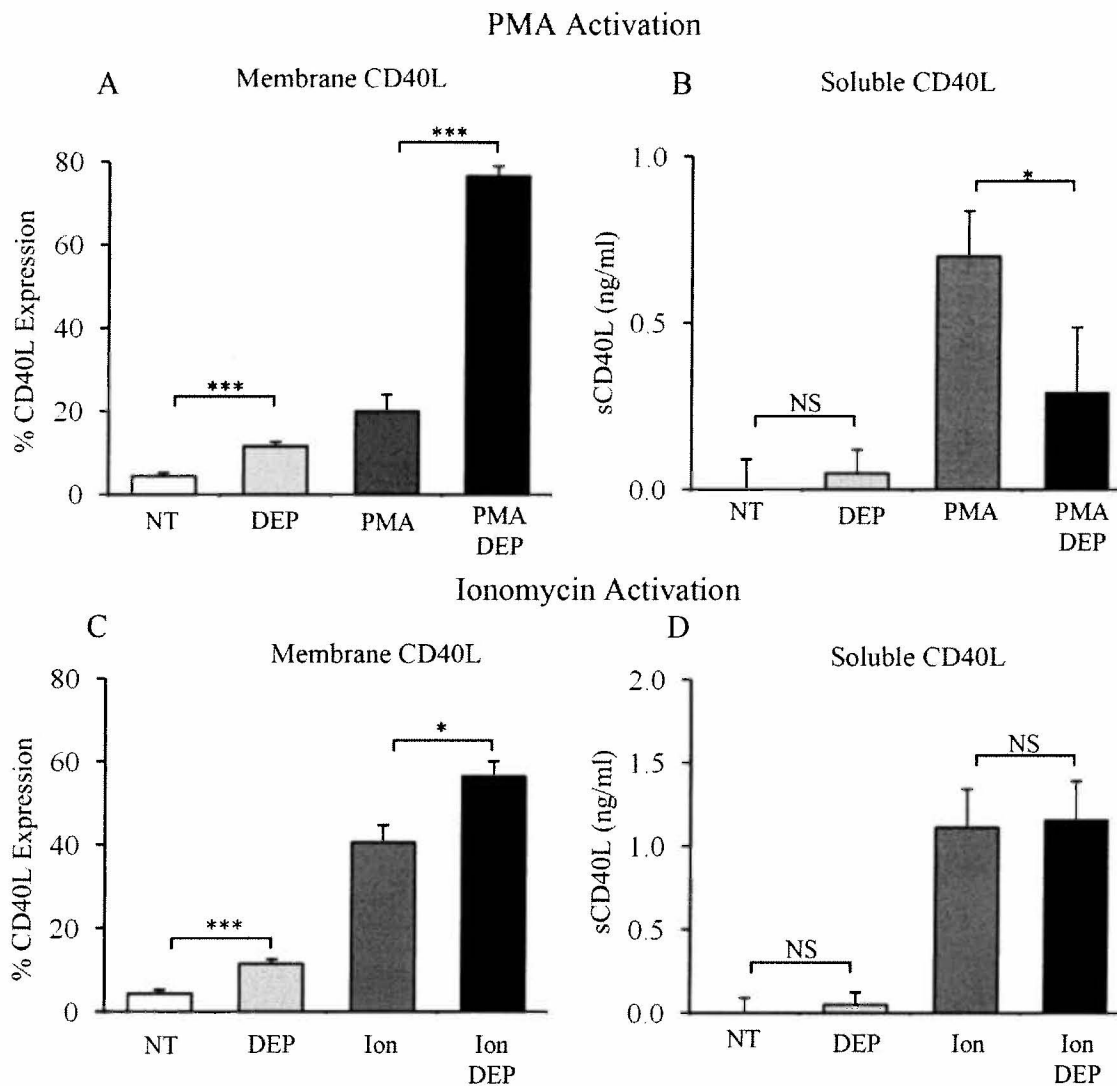 PMA Activation
A
Membrane CD40L
% CD40L Expression
80
60
40
20
0
***
***
NT
DEP
PMA
PMA
DEP
B
Soluble CD40L
sCD40L (ng/ml)
1.0
0.5
0.0
NS
*
NT
DEP
PMA
PMA
DEP
Ionomycin Activation
C
Membrane CD40L
% CD40L Expression
80
60
40
20
0
***
*
NT
DEP
Ion
Ion
DEP
D
Soluble CD40L
sCD40L (ng/ml)
2.0
1.5
1.0
0.5
0.0
NS
NS
NT
DEP
Ion
Ion
DEP